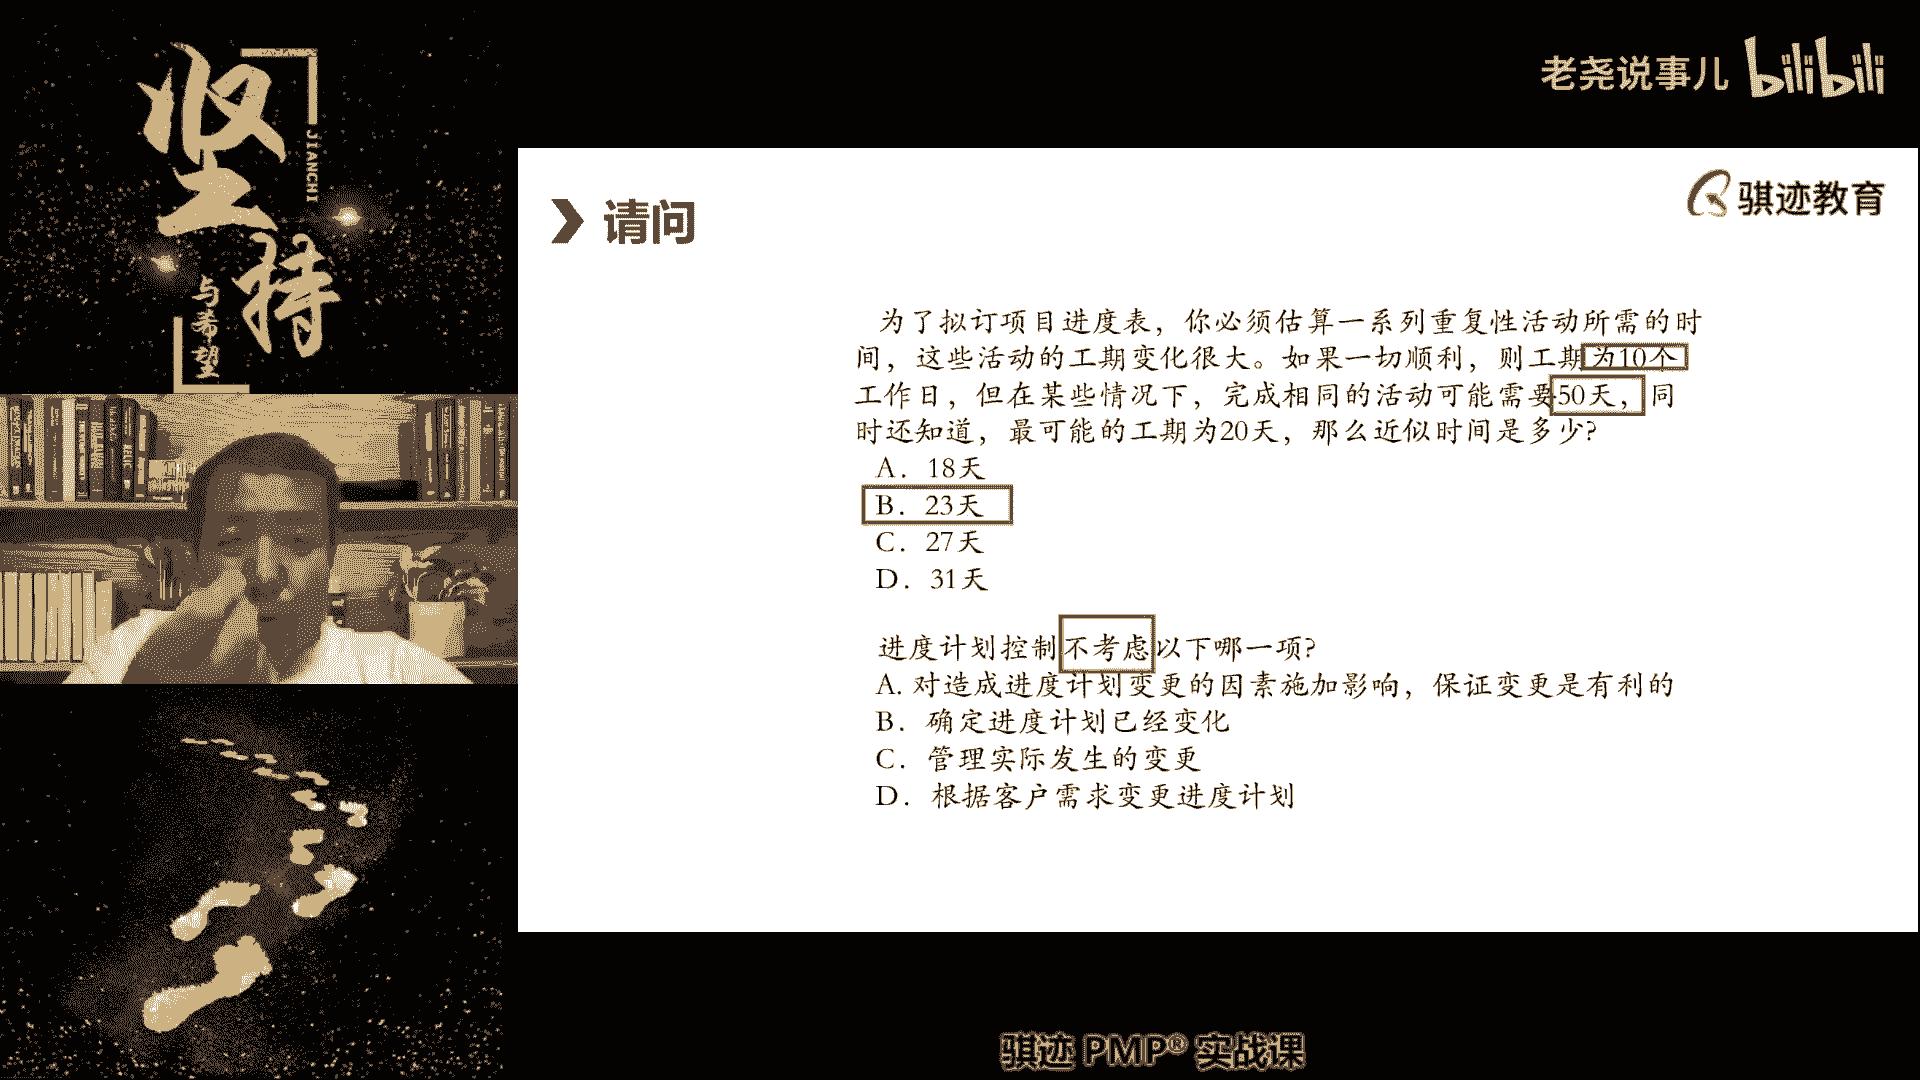 坚持
JIANCHI
与希望
老尧说事儿 bilibili
骐迹教育
请问
为了拟订项目进度表，你必须估算一系列重复性活动所需的时
间，这些活动的工期变化很大。如果一切顺利，则工期为10个
工作日，但在某些情况下，完成相同的活动可能需要50天，同
时还知道，最可能的工期为20天，那么近似时间是多少?
A．18天
B．23天
C．27天
D．31天
进度计划控制不考虑以下哪一项?
A. 对造成进度计划变更的因素施加影响，保证变更是有利的
B．确定进度计划已经变化
C．管理实际发生的变更
D．根据客户需求变更进度计划
骐迹 PMP® 实战课